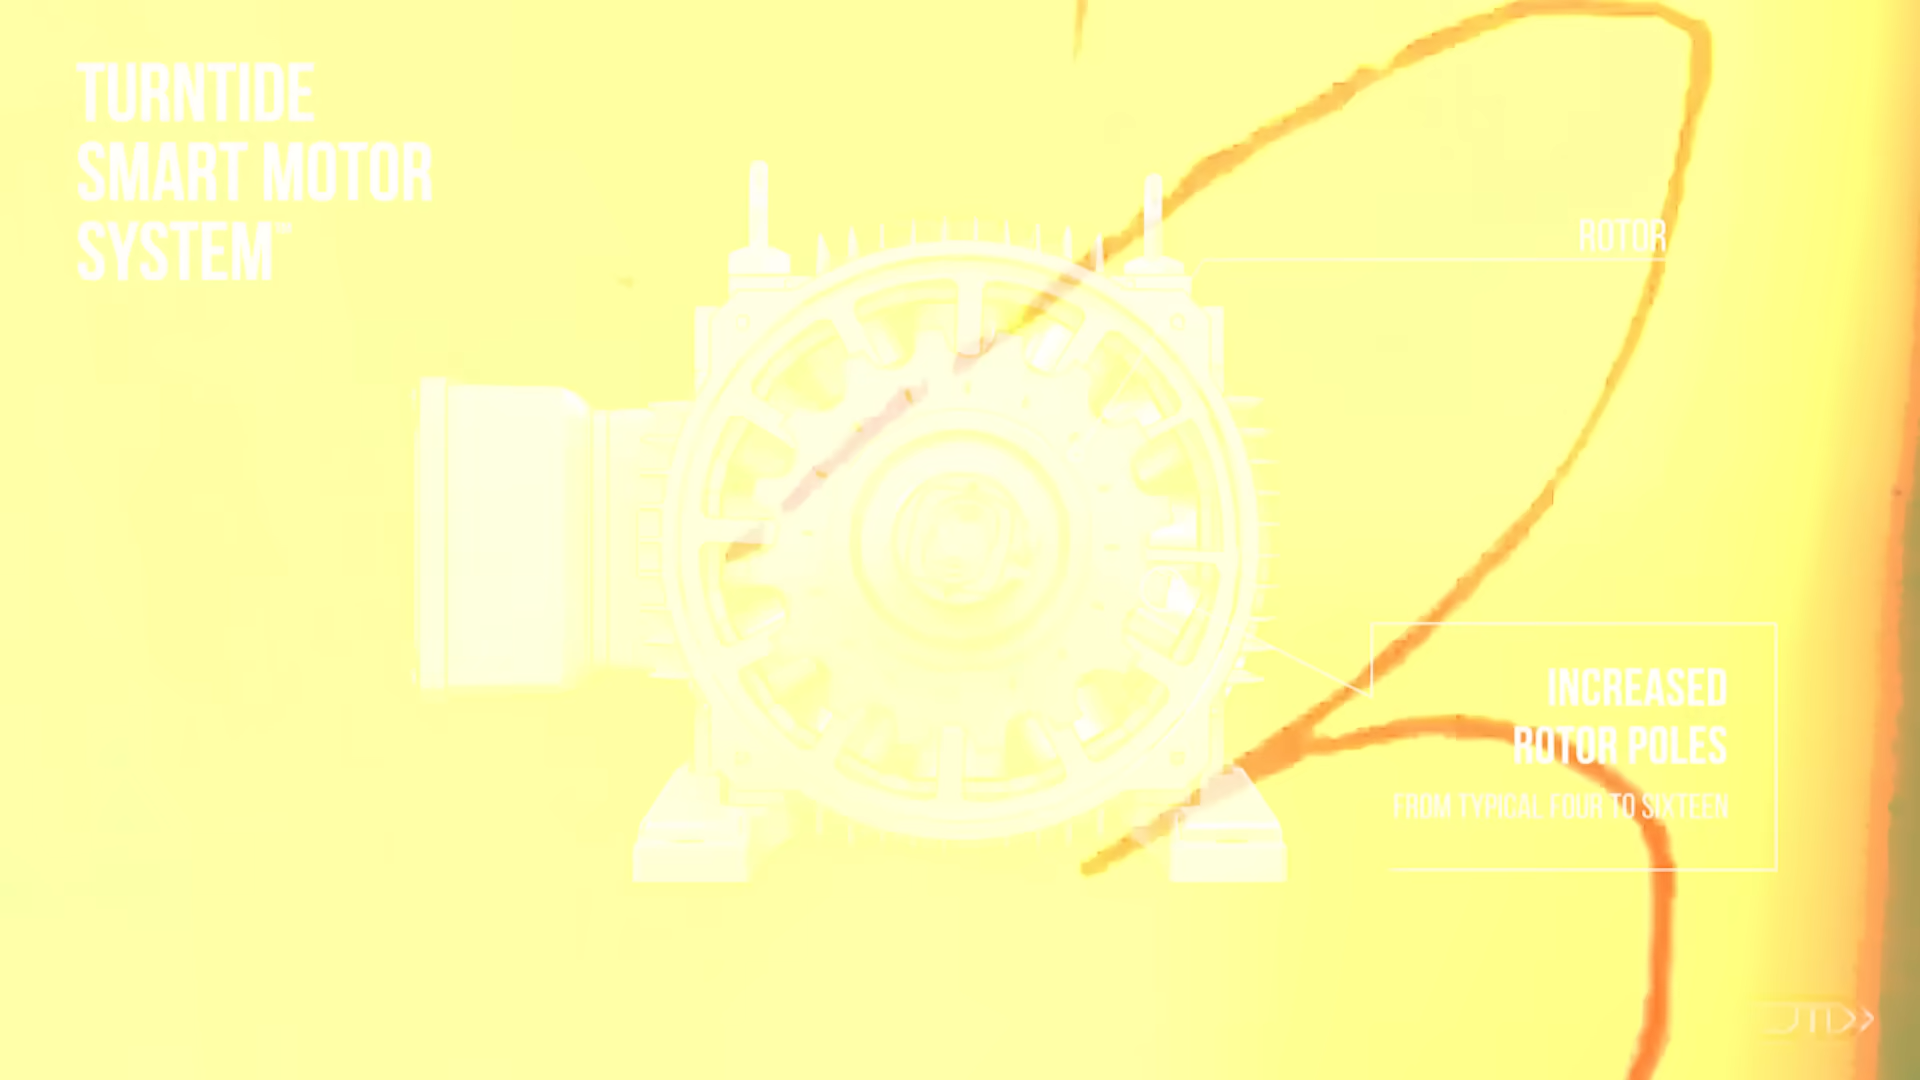 TURNTIDE
SMART MOTOR
SYSTEM™
ROTOR
INCREASED
ROTOR POLES
FROM TYPICAL FOUR TO SIXTEEN